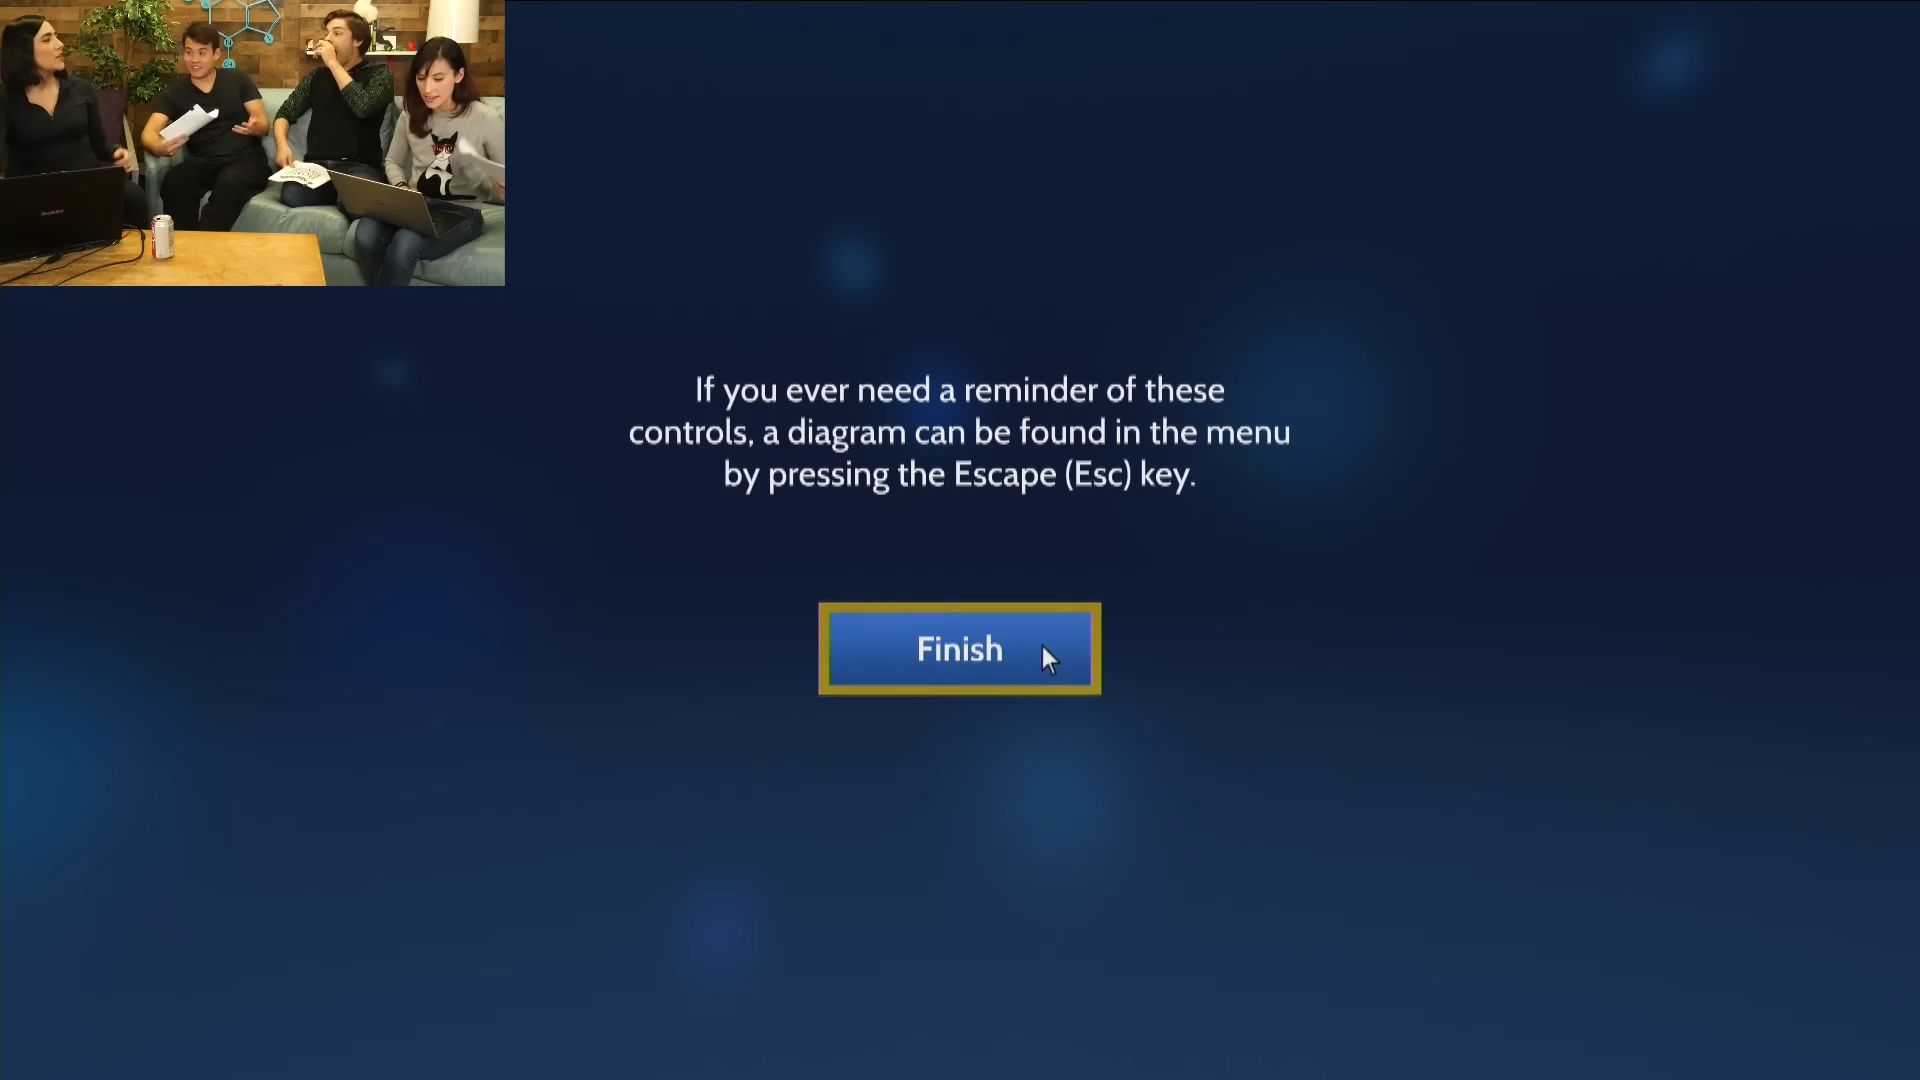 If you ever need a reminder of these
controls, a diagram can be found in the menu
by pressing the Escape (Esc) key.
Finish